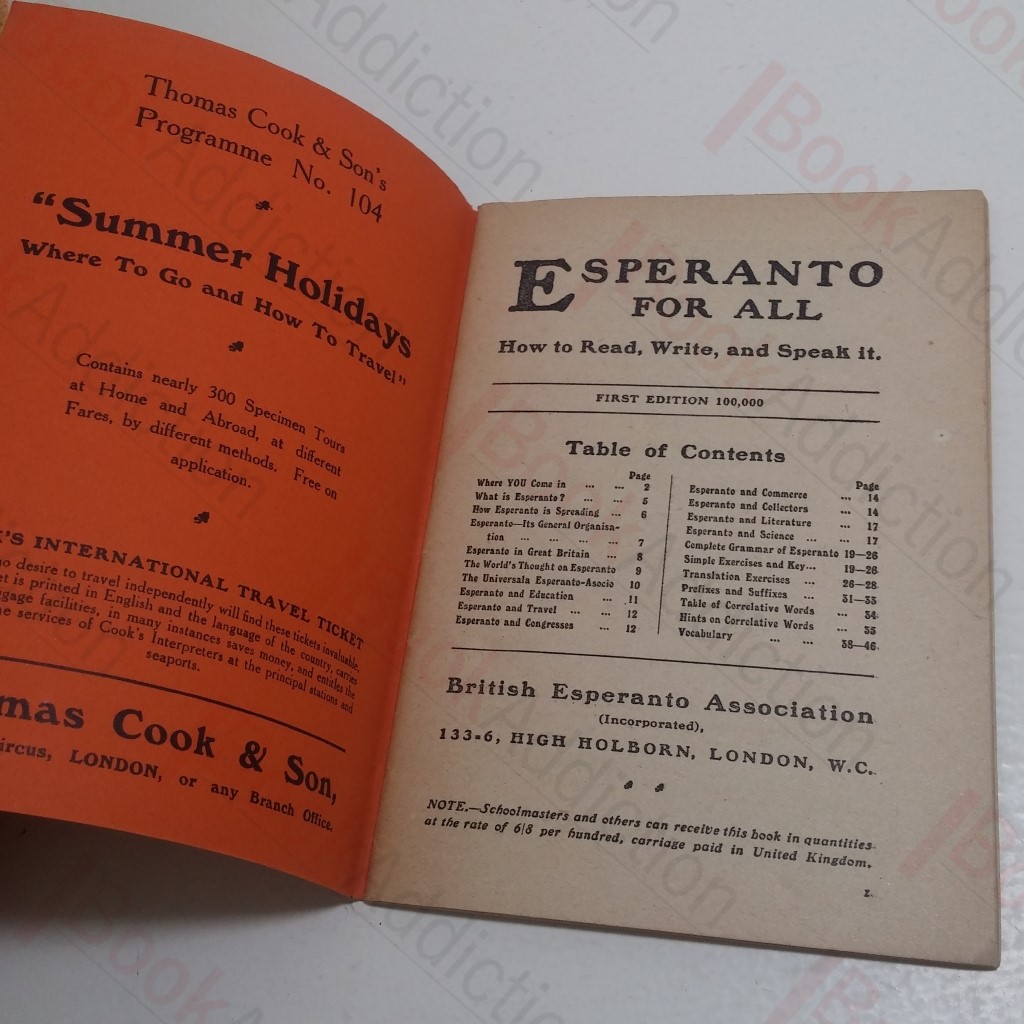 Thomas Cook & Son's
Programme No. 104
"Summer Holidays
Where To Go and How To Travel"
Contains nearly 300 Specimen Tours
at Home and Abroad, at different
Fares, by different methods. Free on
application.
'S INTERNATIONAL TRAVEL TICKET
desire to travel independently will find these tickets invaluable.
is printed in English and the language of the country, carries
facilities, in many instances saves money, and entitles the
services of Cook's Interpreters at the principal stations and
seaports.
Cook & Son,
LONDON, or any Branch Office.
ESPERANTO
FOR ALL
How to Read, Write, and Speak it.
FIRST EDITION 100,000
Table of Contents
Page
Where YOU Come in ... ... 2
What is Esperanto? ... ... 5
How Esperanto is Spreading ... 6
Esperanto—Its General Organisa-
tion ... ... ... ... 7
Esperanto in Great Britain ... 8
The World's Thought on Esperanto 9
The Universala Esperanto-Asocio 10
Esperanto and Education ... 11
Esperanto and Travel ... ... 12
Esperanto and Congresses ... 12
Page
Esperanto and Commerce ... 14
Esperanto and Collectors ... 14
Esperanto and Literature ... 17
Esperanto and Science ... ... 17
Complete Grammar of Esperanto 19—26
Simple Exercises and Key... 19—26
Translation Exercises ... 26—28
Prefixes and Suffixes ... 31—33
Table of Correlative Words ... 34
Hints on Correlative Words ... 35
Vocabulary ... ... 38—46
British Esperanto Association
(Incorporated),
133=6, HIGH HOLBORN, LONDON, W.C.
NOTE.—Schoolmasters and others can receive this book in quantities
at the rate of 6/8 per hundred, carriage paid in United Kingdom.
BookAddiction